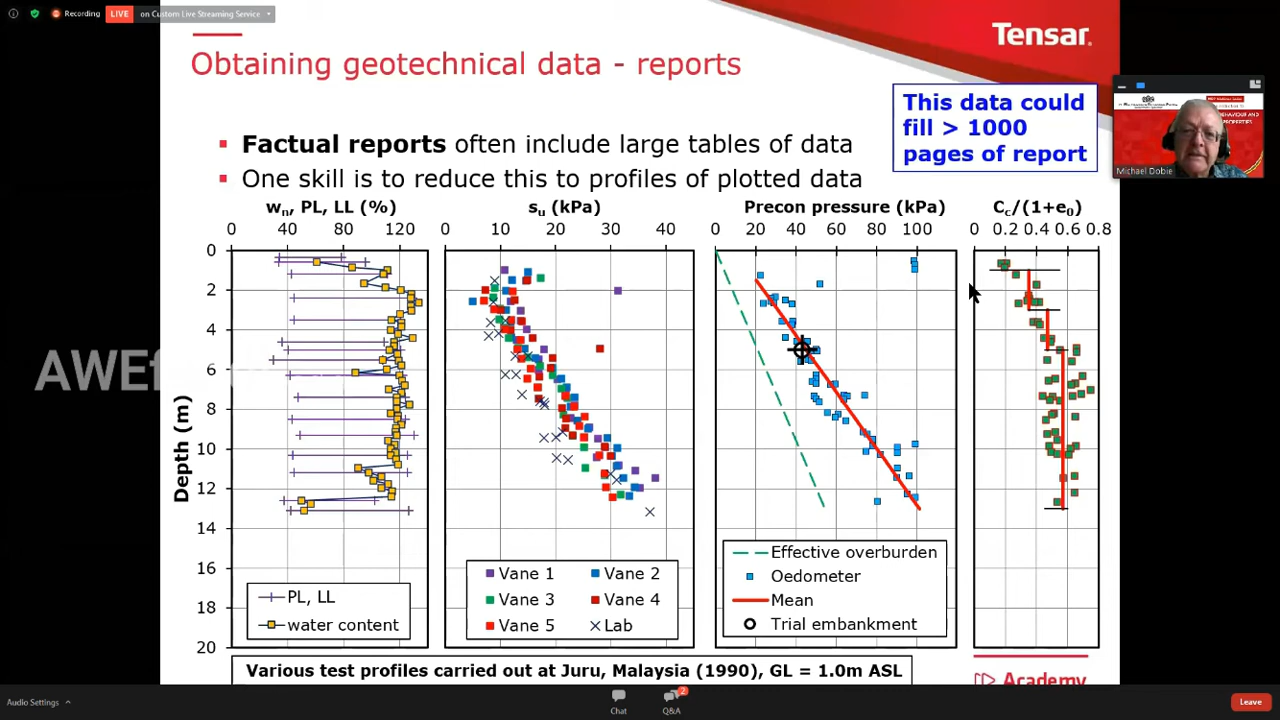 Recording
LIVE
on Custom Live Streaming Service
Tensar.
Obtaining geotechnical data - reports
This data could
fill > 1000
pages of report
BEHAVIOUR AND
PROPERTIES
Michael Dobie
▪ Factual reports often include large tables of data
▪ One skill is to reduce this to profiles of plotted data
wn, PL, LL (%)
su (kPa)
Precon pressure (kPa)
Cc/(1+e0)
0 40 80 120
0 10 20 30 40
0 20 40 60 80 100
0 0.2 0.4 0.6 0.8
0
2
4
6
8
10
12
14
16
18
20
Depth (m)
AWEf
PL, LL
water content
Vane 1
Vane 2
Vane 3
Vane 4
Vane 5
Lab
Effective overburden
Oedometer
Mean
Trial embankment
Various test profiles carried out at Juru, Malaysia (1990), GL = 1.0m ASL
Academy
Audio Settings
Chat
2
Q&A
Leave